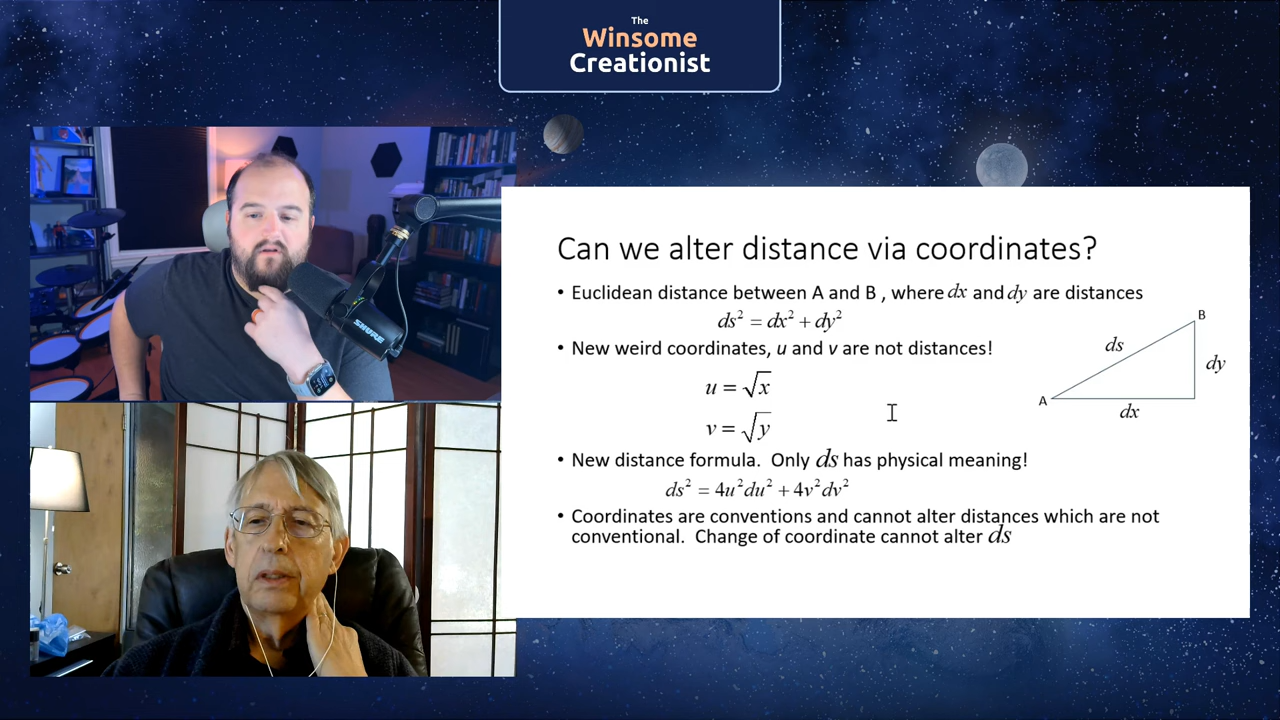 The
Winsome
Creationist
SHURE
Can we alter distance via coordinates?
• Euclidean distance between A and B , where dx and dy are distances
ds² = dx² + dy²
• New weird coordinates, u and v are not distances!
u = √x
v = √y
• New distance formula. Only ds has physical meaning!
ds² = 4u²du² + 4v²dv²
• Coordinates are conventions and cannot alter distances which are not
conventional. Change of coordinate cannot alter ds
B
ds
dy
A
dx